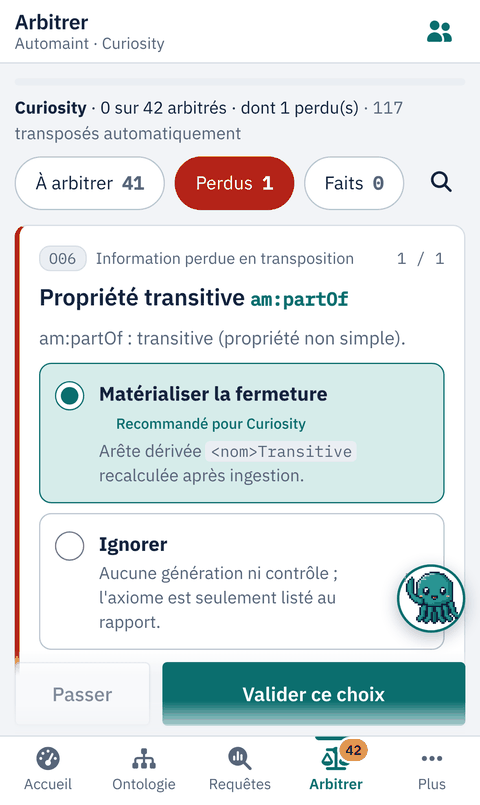 Arbitrer
Automaint · Curiosity
Curiosity · 0 sur 42 arbitrés · dont 1 perdu(s) · 117
transposés automatiquement
À arbitrer 41
Perdus 1
Faits 0
O06 Information perdue en transposition 1 / 1
Propriété transitive am:partOf
am:partOf : transitive (propriété non simple).
Matérialiser la fermeture
Recommandé pour Curiosity
Arête dérivée <nom>Transitive
recalculée après ingestion.
Ignorer
Aucune génération ni contrôle ;
l'axiome est seulement listé au
rapport.
Passer
Valider ce choix
42
Accueil
Ontologie
Requêtes
Arbitrer
Plus